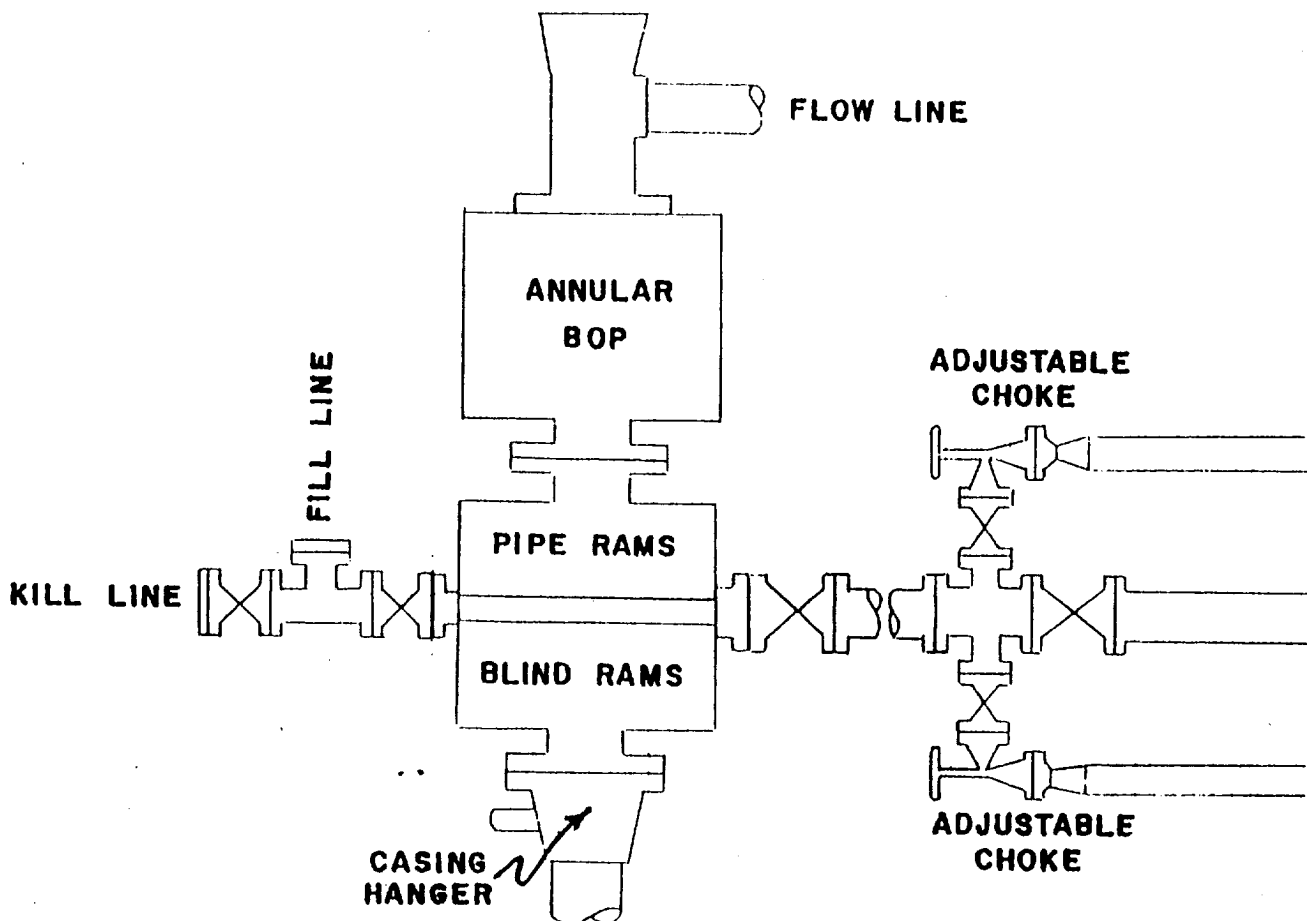 FLOW LINE
ANNULAR
BOP
ADJUSTABLE
CHOKE
FILL LINE
PIPE RAMS
KILL LINE
BLIND RAMS
ADJUSTABLE
CHOKE
CASING
HANGER